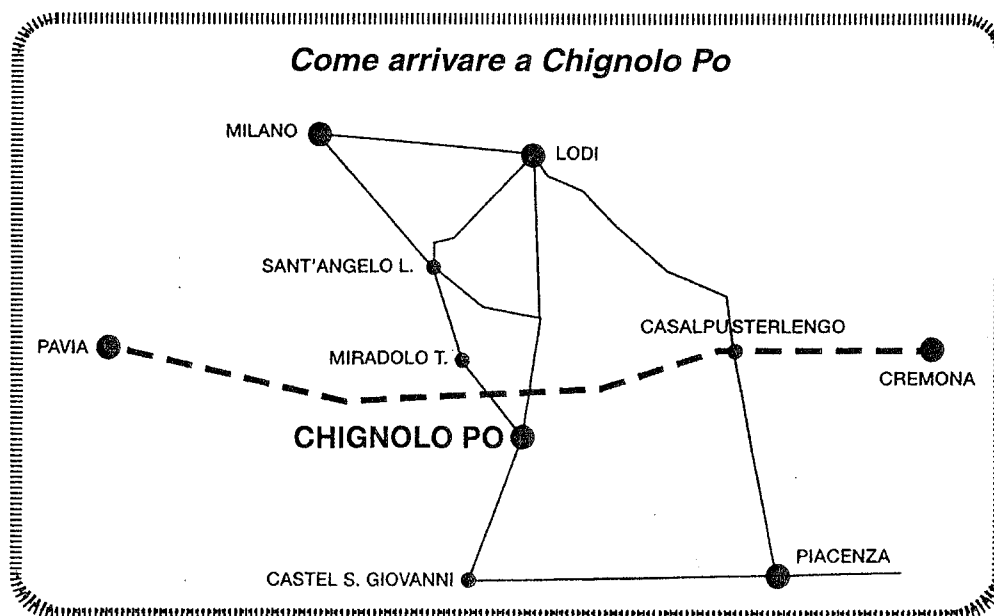 Come arrivare a Chignolo Po
MILANO
LODI
SANT'ANGELO L.
CASALPUSTERLENGO
PAVIA
MIRADOLO T.
CREMONA
CHIGNOLO PO
PIACENZA
CASTEL S. GIOVANNI